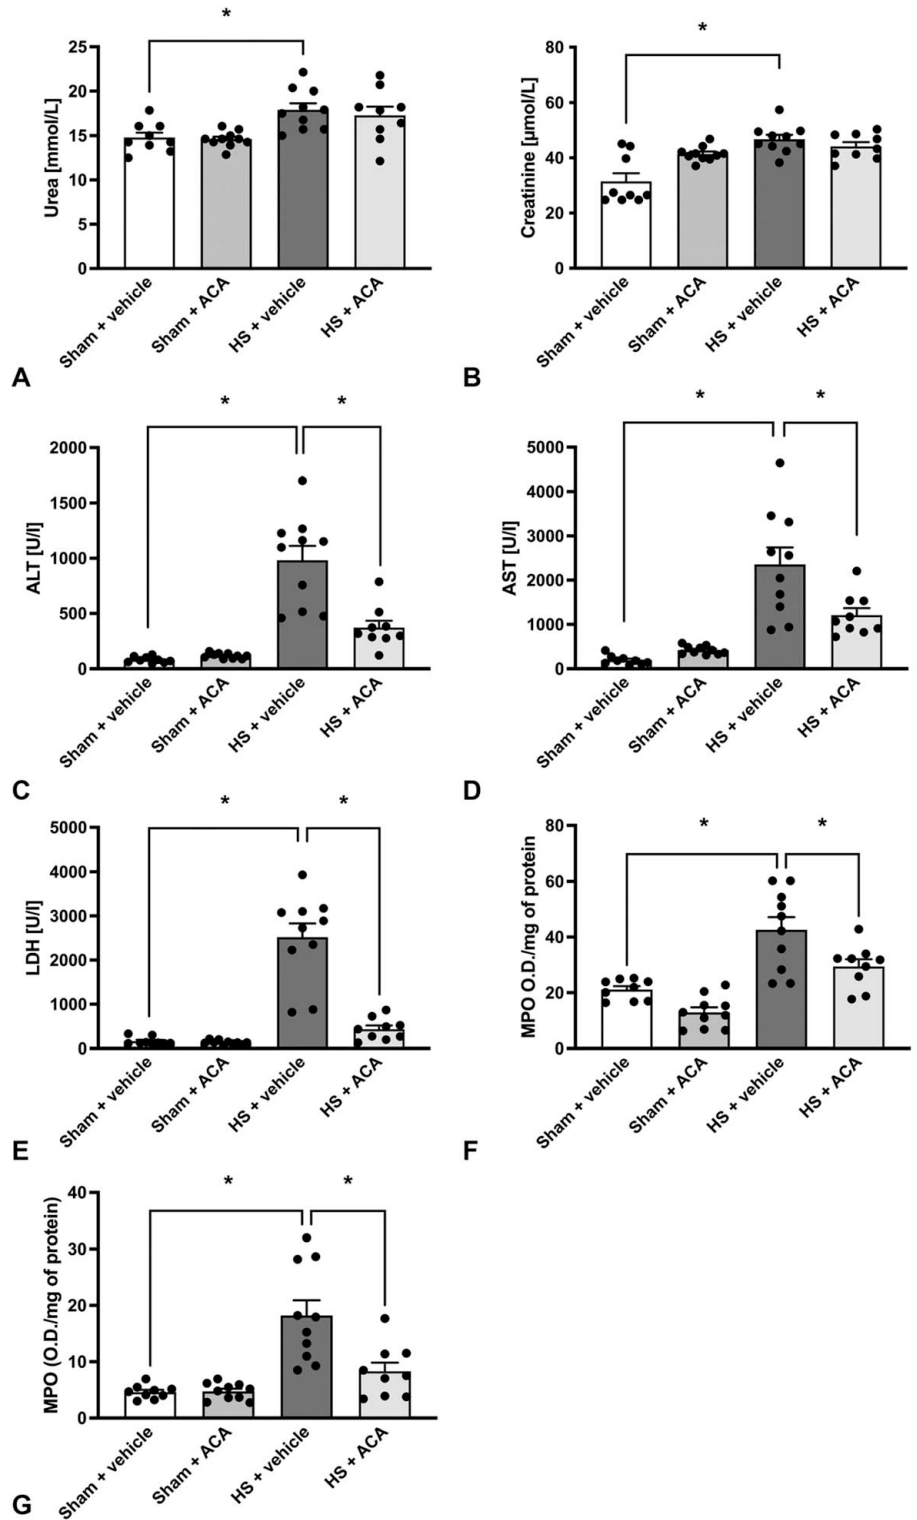 *
25
20
15
10
5
0
Urea [mmol/L]
Sham + vehicle
Sham + ACA
HS + vehicle
HS + ACA
A
*
80
60
40
20
0
Creatinine [µmol/L]
Sham + vehicle
Sham + ACA
HS + vehicle
HS + ACA
B
*
*
2000
1500
1000
500
0
ALT [U/l]
Sham + vehicle
Sham + ACA
HS + vehicle
HS + ACA
C
*
*
5000
4000
3000
2000
1000
0
AST [U/l]
Sham + vehicle
Sham + ACA
HS + vehicle
HS + ACA
D
*
*
5000
4000
3000
2000
1000
0
LDH [U/l]
Sham + vehicle
Sham + ACA
HS + vehicle
HS + ACA
E
*
*
80
60
40
20
0
MPO O.D./mg of protein
Sham + vehicle
Sham + ACA
HS + vehicle
HS + ACA
F
*
*
40
30
20
10
0
MPO (O.D./mg of protein)
Sham + vehicle
Sham + ACA
HS + vehicle
HS + ACA
G